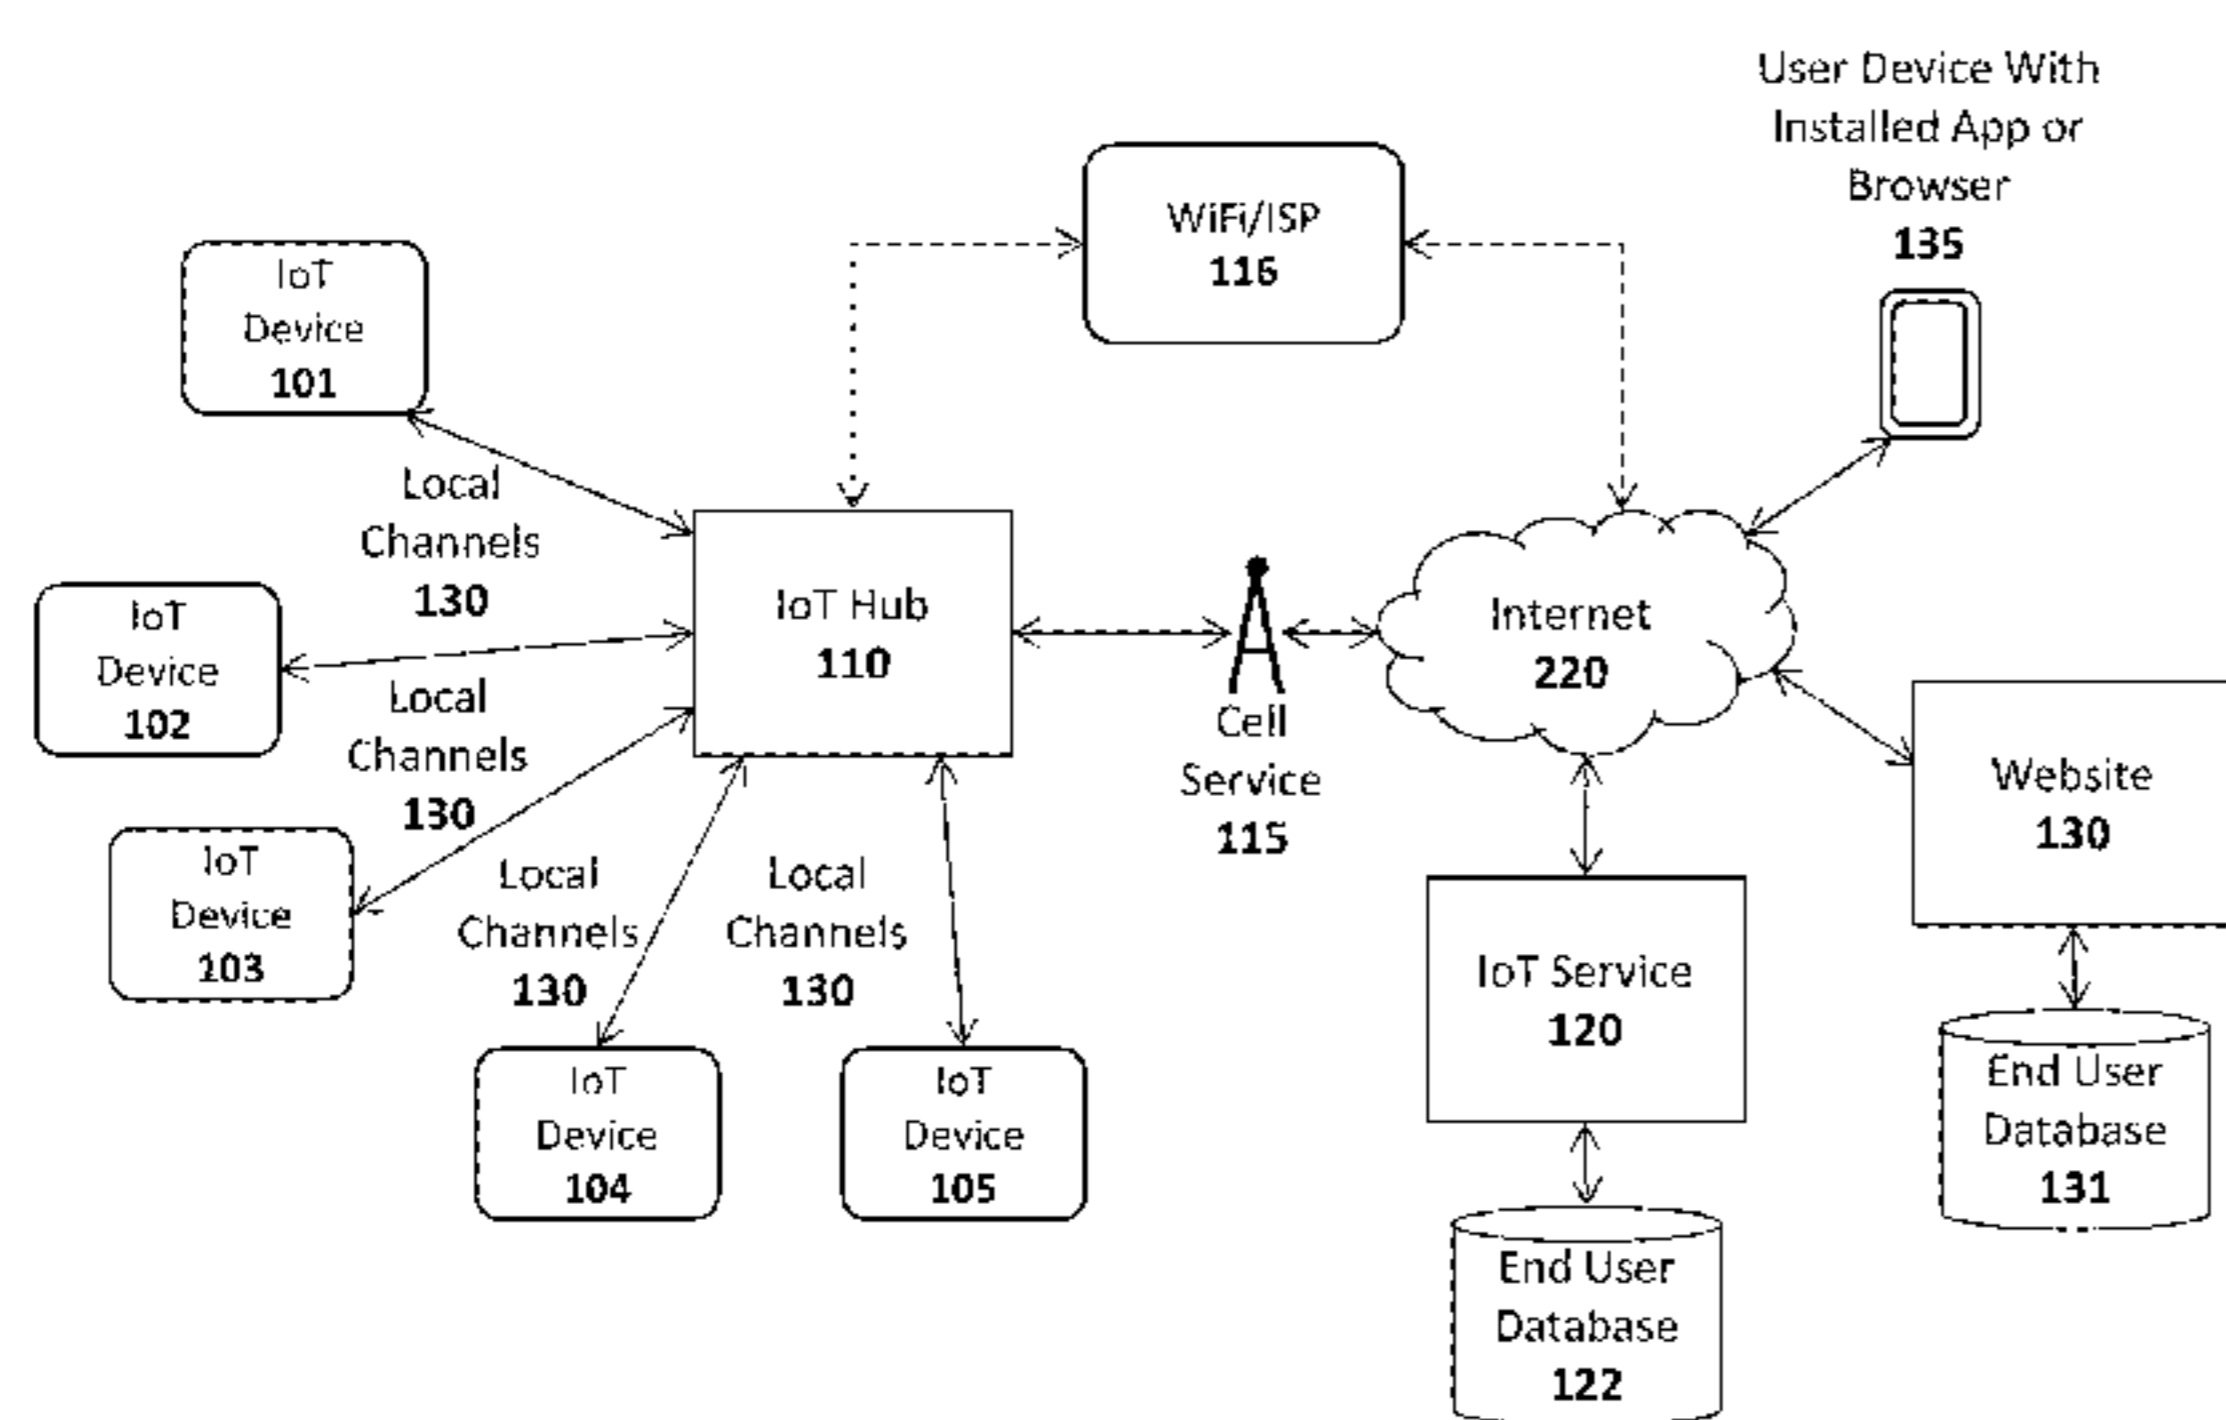 User Device With
Installed App or
Browser
135
WiFi/ISP
116
IoT
Device
101
Local
Channels
130
IoT
Device
102
IoT Hub
110
Internet
220
Local
Channels
130
Cell
Service
115
Website
130
IoT
Device
103
Local
Channels
130
Local
Channels
130
IoT Service
120
IoT
Device
104
IoT
Device
105
End User
Database
131
End User
Database
122